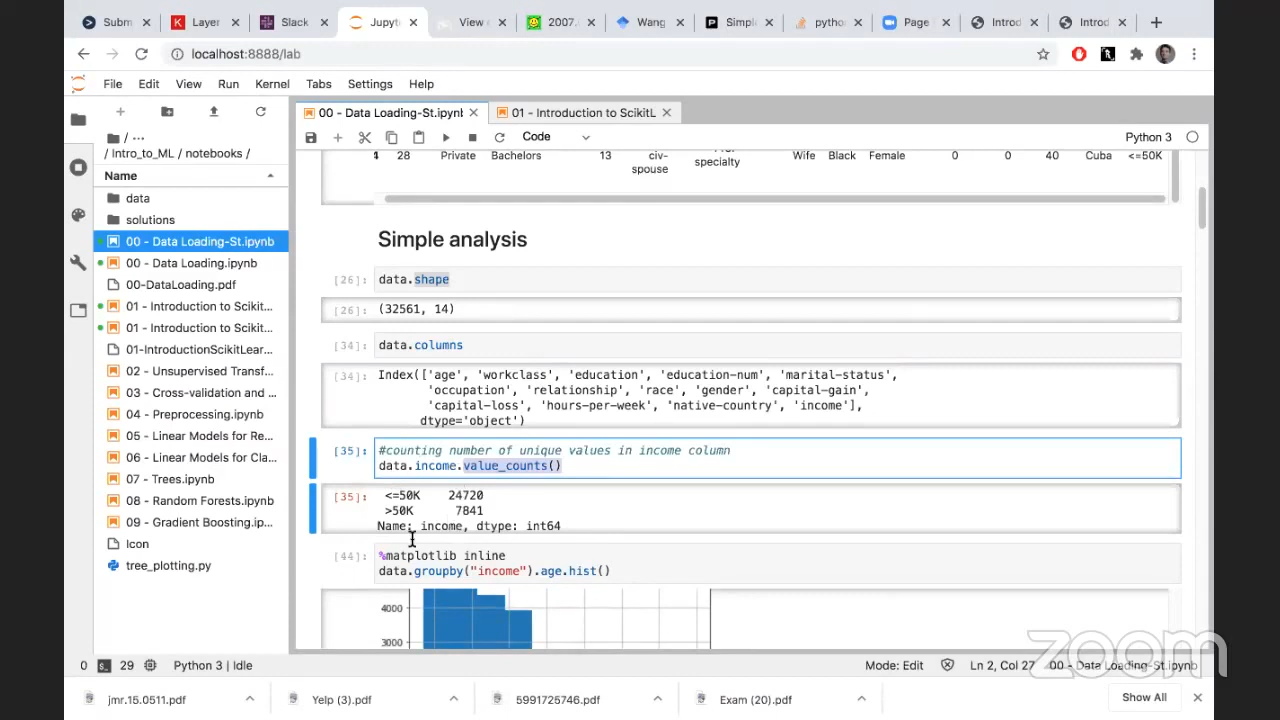 Subm
Layer
Slack
Jupyt
View e
2007.
Wang
Simple
python
Page
Introd
Introd
localhost:8888/lab
File Edit View Run Kernel Tabs Settings Help
00 - Data Loading-St.ipynb
01 - Introduction to ScikitL
Code
Python 3
/ ···
/ Intro_to_ML / notebooks /
Name
data
solutions
00 - Data Loading-St.ipynb
00 - Data Loading.ipynb
00-DataLoading.pdf
01 - Introduction to Scikit...
01 - Introduction to Scikit...
01-IntroductionScikitLear...
02 - Unsupervised Transf...
03 - Cross-validation and ...
04 - Preprocessing.ipynb
05 - Linear Models for Re...
06 - Linear Models for Cla...
07 - Trees.ipynb
08 - Random Forests.ipynb
09 - Gradient Boosting.ip...
Icon
tree_plotting.py
4 28 Private Bachelors 13 civ- Wife Black Female 0 0 40 Cuba <=50K
spouse specialty
Simple analysis
[26]: data.shape
[26]: (32561, 14)
[34]: data.columns
[34]: Index(['age', 'workclass', 'education', 'education-num', 'marital-status',
'occupation', 'relationship', 'race', 'gender', 'capital-gain',
'capital-loss', 'hours-per-week', 'native-country', 'income'],
dtype='object')
[35]: #counting number of unique values in income column
data.income.value_counts()
[35]: <=50K 24720
>50K 7841
Name: income, dtype: int64
[44]: %matplotlib inline
data.groupby("income").age.hist()
4000
3000
0 29 Python 3 | Idle
Mode: Edit Ln 2, Col 27 00 - Data Loading-St.ipynb
zoom
jmr.15.0511.pdf
Yelp (3).pdf
5991725746.pdf
Exam (20).pdf
Show All